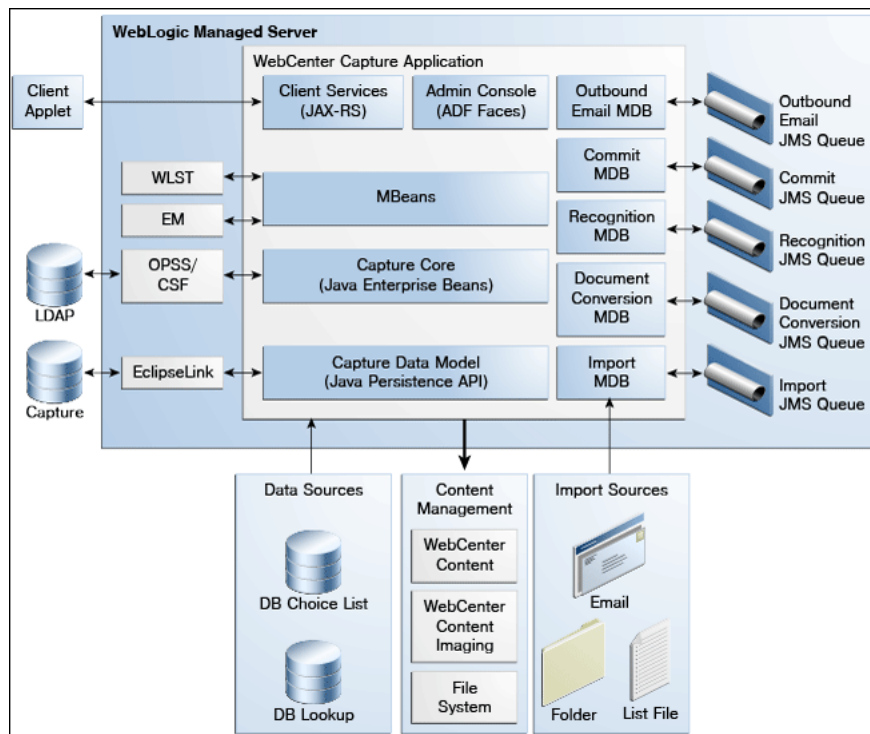 WebLogic Managed Server
WebCenter Capture Application
Client
Applet
Client Services
(JAX-RS)
Admin Console
(ADF Faces)
Outbound
Email MDB
Outbound
Email
JMS Queue
Commit
MDB
Commit
JMS Queue
WLST
EM
MBeans
Recognition
MDB
Recognition
JMS Queue
LDAP
OPSS/
CSF
Capture Core
(Java Enterprise Beans)
Document
Conversion
MDB
Document
Conversion
JMS Queue
Capture
EclipseLink
Capture Data Model
(Java Persistence API)
Import
MDB
Import
JMS Queue
Data Sources
DB Choice List
DB Lookup
Content
Management
WebCenter
Content
WebCenter
Content
Imaging
File
System
Import Sources
Email
Folder
List File